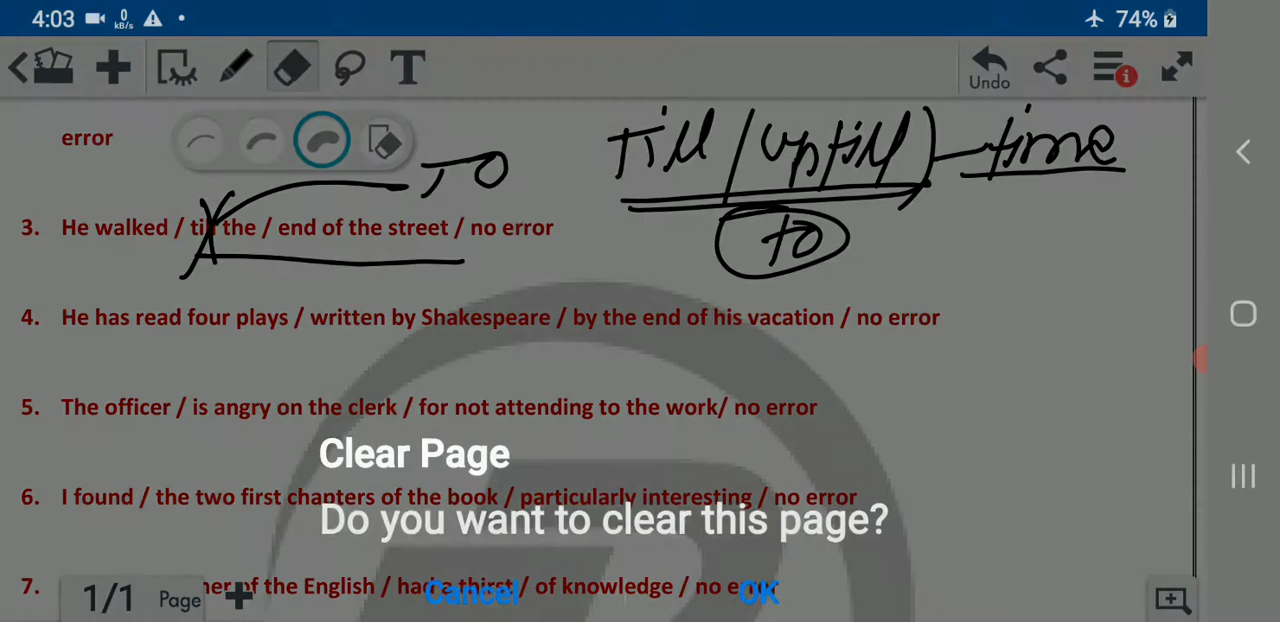 4:03 0 kB/s 74%
Undo
T
error
Till / (uptill) - time
TO
3. He walked / till the / end of the street / no error
to
4. He has read four plays / written by Shakespeare / by the end of his vacation / no error
5. The officer / is angry on the clerk / for not attending to the work/ no error
Clear Page
6. I found / the two first chapters of the book / particularly interesting / no error
Do you want to clear this page?
7. of the English / had a thirst / of knowledge / no error
1/1 Page
Cancel OK